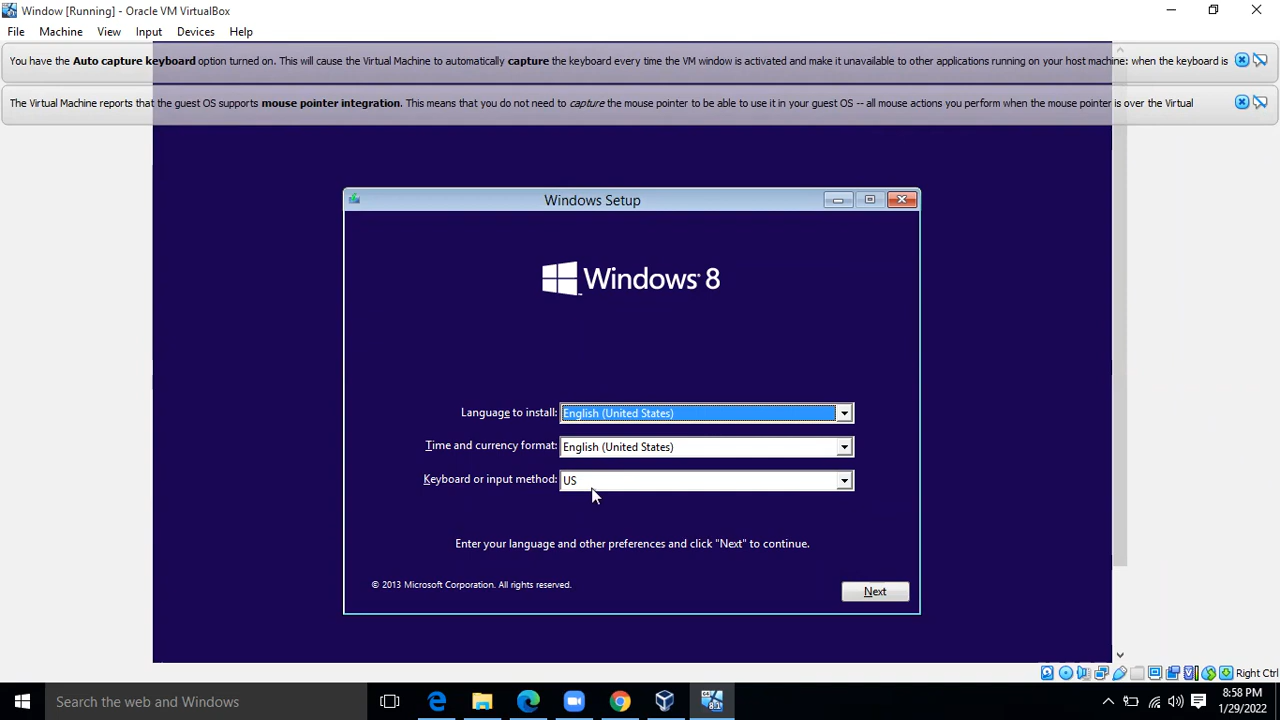 Window [Running] - Oracle VM VirtualBox
File Machine View Input Devices Help
You have the Auto capture keyboard option turned on. This will cause the Virtual Machine to automatically capture the keyboard every time the VM window is activated and make it unavailable to other applications running on your host machine: when the keyboard is
The Virtual Machine reports that the guest OS supports mouse pointer integration. This means that you do not need to capture the mouse pointer to be able to use it in your guest OS -- all mouse actions you perform when the mouse pointer is over the Virtual
Windows Setup
Windows 8
Language to install: English (United States)
Time and currency format: English (United States)
Keyboard or input method: US
Enter your language and other preferences and click "Next" to continue.
© 2013 Microsoft Corporation. All rights reserved.
Next
Right Ctrl
Search the web and Windows
8:58 PM
1/29/2022